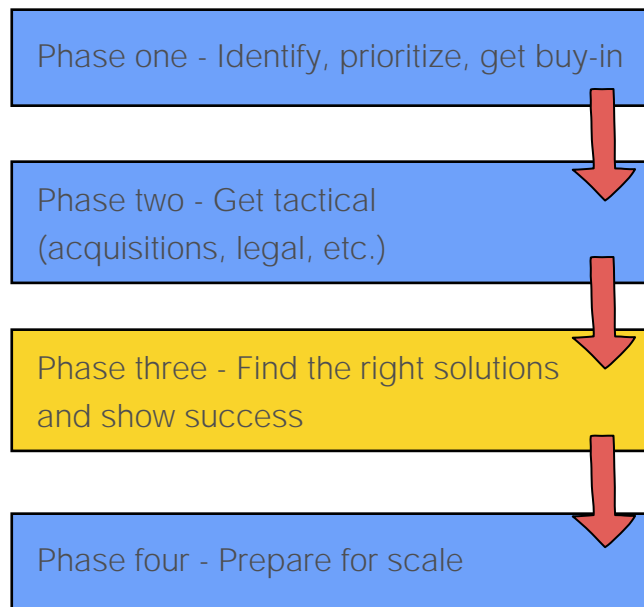 Phase one - Identify, prioritize, get buy-in
Phase two - Get tactical
(acquisitions, legal, etc.)
Phase three - Find the right solutions
and show success
Phase four - Prepare for scale